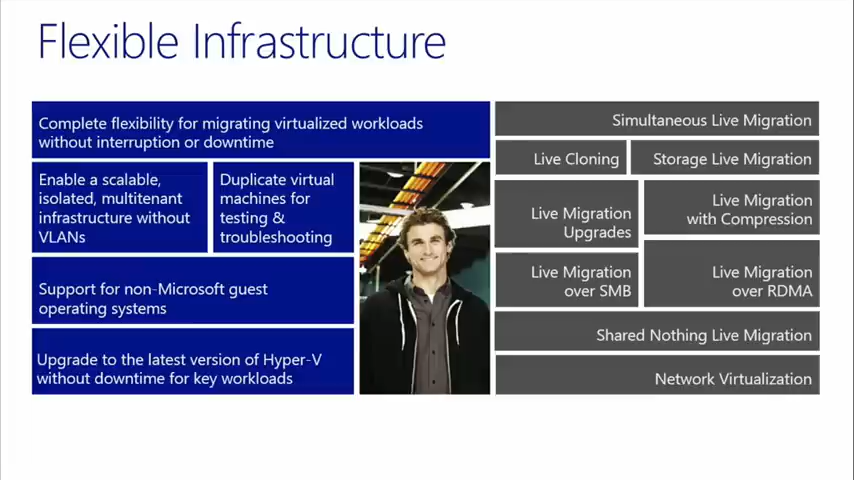 Flexible Infrastructure
Complete flexibility for migrating virtualized workloads
without interruption or downtime
Enable a scalable,
isolated, multitenant
infrastructure without
VLANs
Duplicate virtual
machines for
testing &
troubleshooting
Support for non-Microsoft guest
operating systems
Upgrade to the latest version of Hyper-V
without downtime for key workloads
Simultaneous Live Migration
Live Cloning
Storage Live Migration
Live Migration
Upgrades
Live Migration
with Compression
Live Migration
over SMB
Live Migration
over RDMA
Shared Nothing Live Migration
Network Virtualization